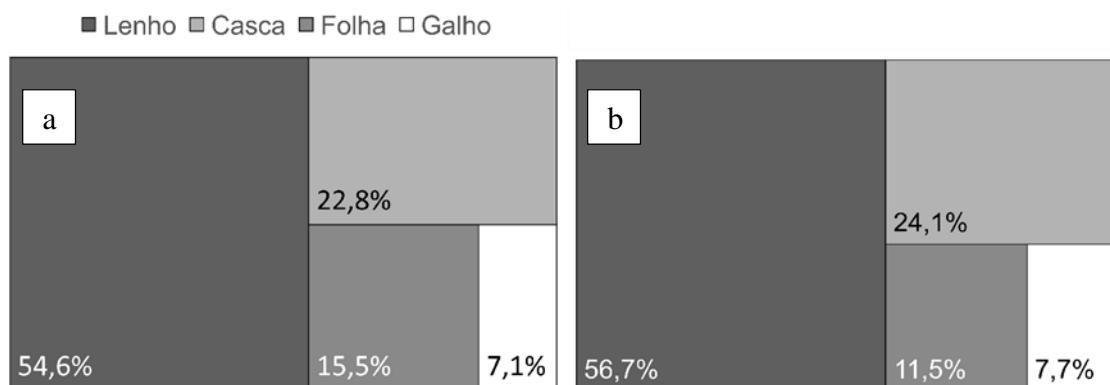 Lenho Casca Folha Galho
a
b
22,8%
24,1%
54,6%
15,5%
7,1%
56,7%
11,5%
7,7%